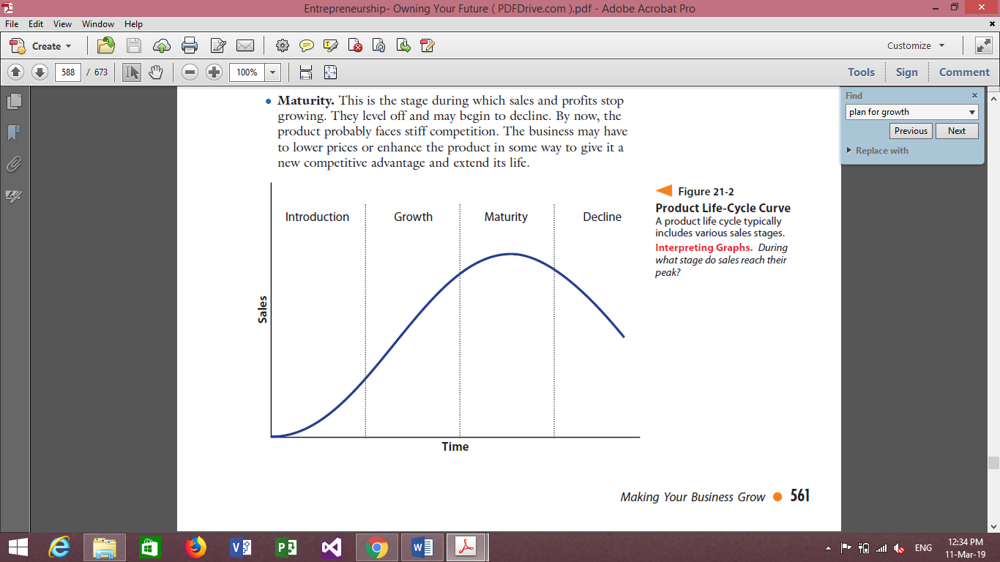 Entrepreneurship- Owning Your Future ( PDFDrive.com ).pdf - Adobe Acrobat Pro
File Edit View Window Help
Create Customize
588 / 673 100% Tools Sign Comment
Find
plan for growth
Previous Next
Replace with
• Maturity. This is the stage during which sales and profits stop
growing. They level off and may begin to decline. By now, the
product probably faces stiff competition. The business may have
to lower prices or enhance the product in some way to give it a
new competitive advantage and extend its life.
Figure 21-2
Product Life-Cycle Curve
A product life cycle typically
includes various sales stages.
Interpreting Graphs. During
what stage do sales reach their
peak?
Introduction Growth Maturity Decline
Sales
Time
Making Your Business Grow 561
ENG
12:34 PM
11-Mar-19